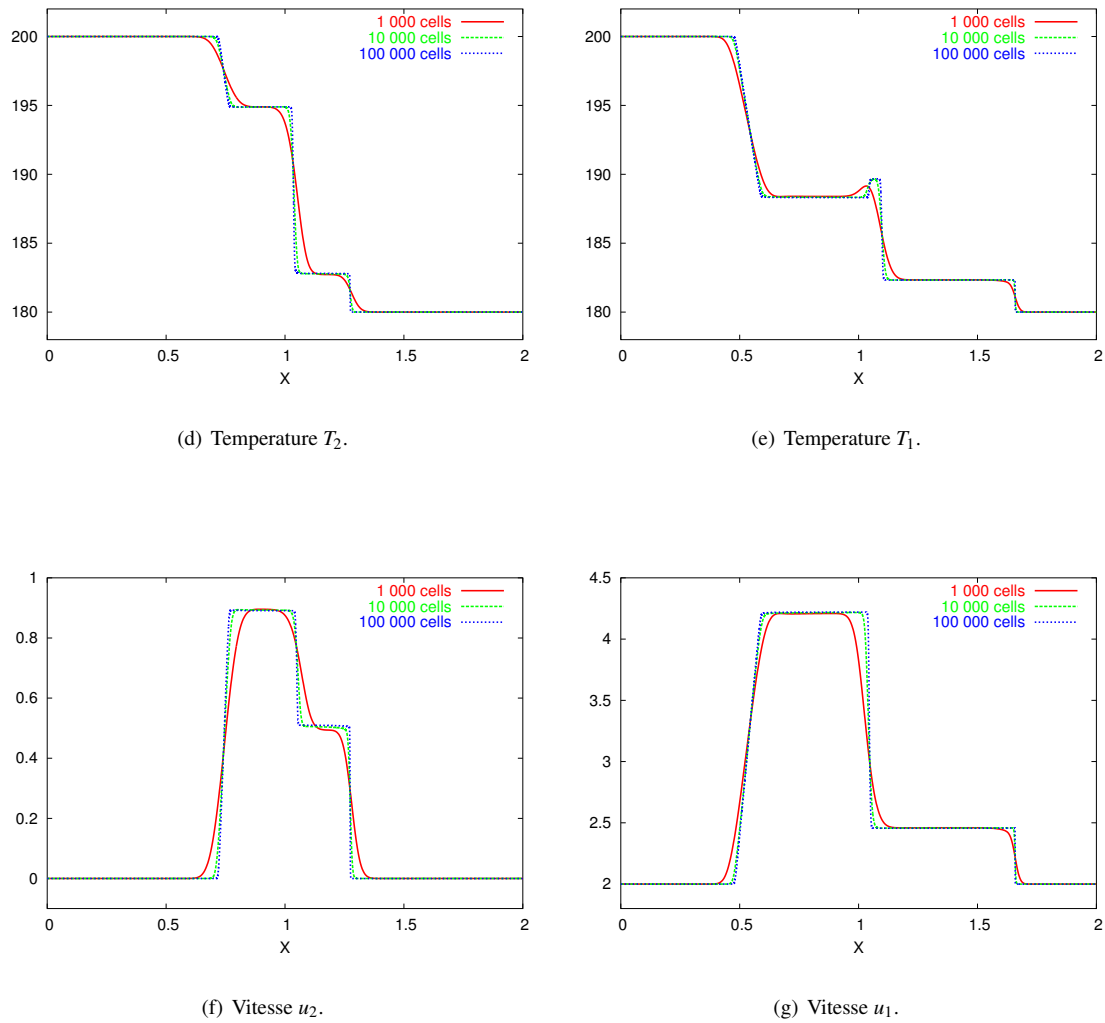 1 000 cells
10 000 cells
100 000 cells
200
195
190
185
180
0
0.5
1
1.5
2
X
(d) Temperature T2.
1 000 cells
10 000 cells
100 000 cells
200
195
190
185
180
0
0.5
1
1.5
2
X
(e) Temperature T1.
1 000 cells
10 000 cells
100 000 cells
1
0.8
0.6
0.4
0.2
0
0
0.5
1
1.5
2
X
(f) Vitesse u2.
1 000 cells
10 000 cells
100 000 cells
4.5
4
3.5
3
2.5
2
0
0.5
1
1.5
2
X
(g) Vitesse u1.